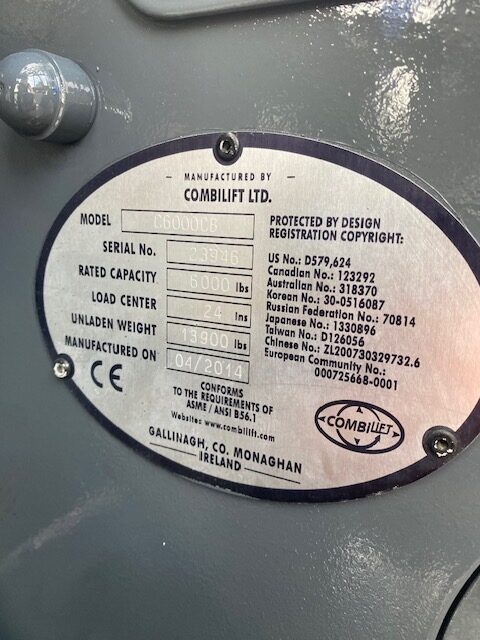 - MANUFACTURED BY -
COMBILIFT LTD.
MODEL C6000CB
SERIAL No. 23946
RATED CAPACITY 6000 lbs
LOAD CENTER 24 ins
UNLADEN WEIGHT 13900 lbs
MANUFACTURED ON 04/2014
CE
CONFORMS
TO THE REQUIREMENTS OF
ASME / ANSI B56.1
Websites www.combilift.com
GALLINAGH, CO. MONAGHAN
IRELAND
PROTECTED BY DESIGN
REGISTRATION COPYRIGHT:
US No.: D579,624
Canadian No.: 123292
Australian No.: 318370
Korean No.: 30-0516087
Russian Federation No.: 70814
Japanese No.: 1330896
Taiwan No.: D126056
Chinese No.: ZL200730329732.6
European Community No.:
000725668-0001
COMBILIFT